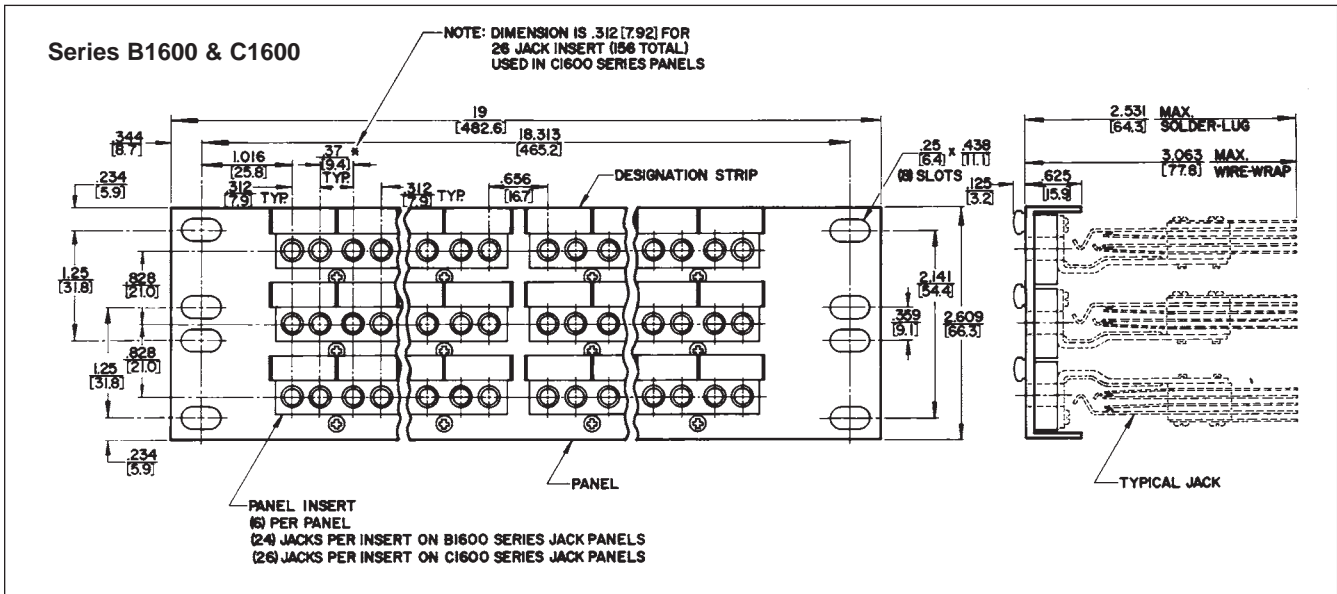 Series B1600 & C1600
NOTE: DIMENSION IS .312 [7.92] FOR
26 JACK INSERT (156 TOTAL)
USED IN C1600 SERIES PANELS
19
[482.6]
18.313
[465.2]
.344
[8.7]
1.016
[25.8]
.37 *
[9.4]
TYP.
.25 x .438
[6.4] [11.1]
(8) SLOTS
2.531 MAX.
[64.3] SOLDER-LUG
3.063 MAX.
[77.8] WIRE-WRAP
.234
[5.9]
.312 TYP.
[7.9]
.312 TYP.
[7.9]
.656
[16.7]
DESIGNATION STRIP
.125
[3.2]
.625
[15.9]
1.25
[31.8]
.828
[21.0]
2.141
[54.4]
.359
[9.1]
2.609
[66.3]
1.25
[31.8]
.828
[21.0]
.234
[5.9]
PANEL
TYPICAL JACK
PANEL INSERT
(6) PER PANEL
(24) JACKS PER INSERT ON B1600 SERIES JACK PANELS
(26) JACKS PER INSERT ON C1600 SERIES JACK PANELS